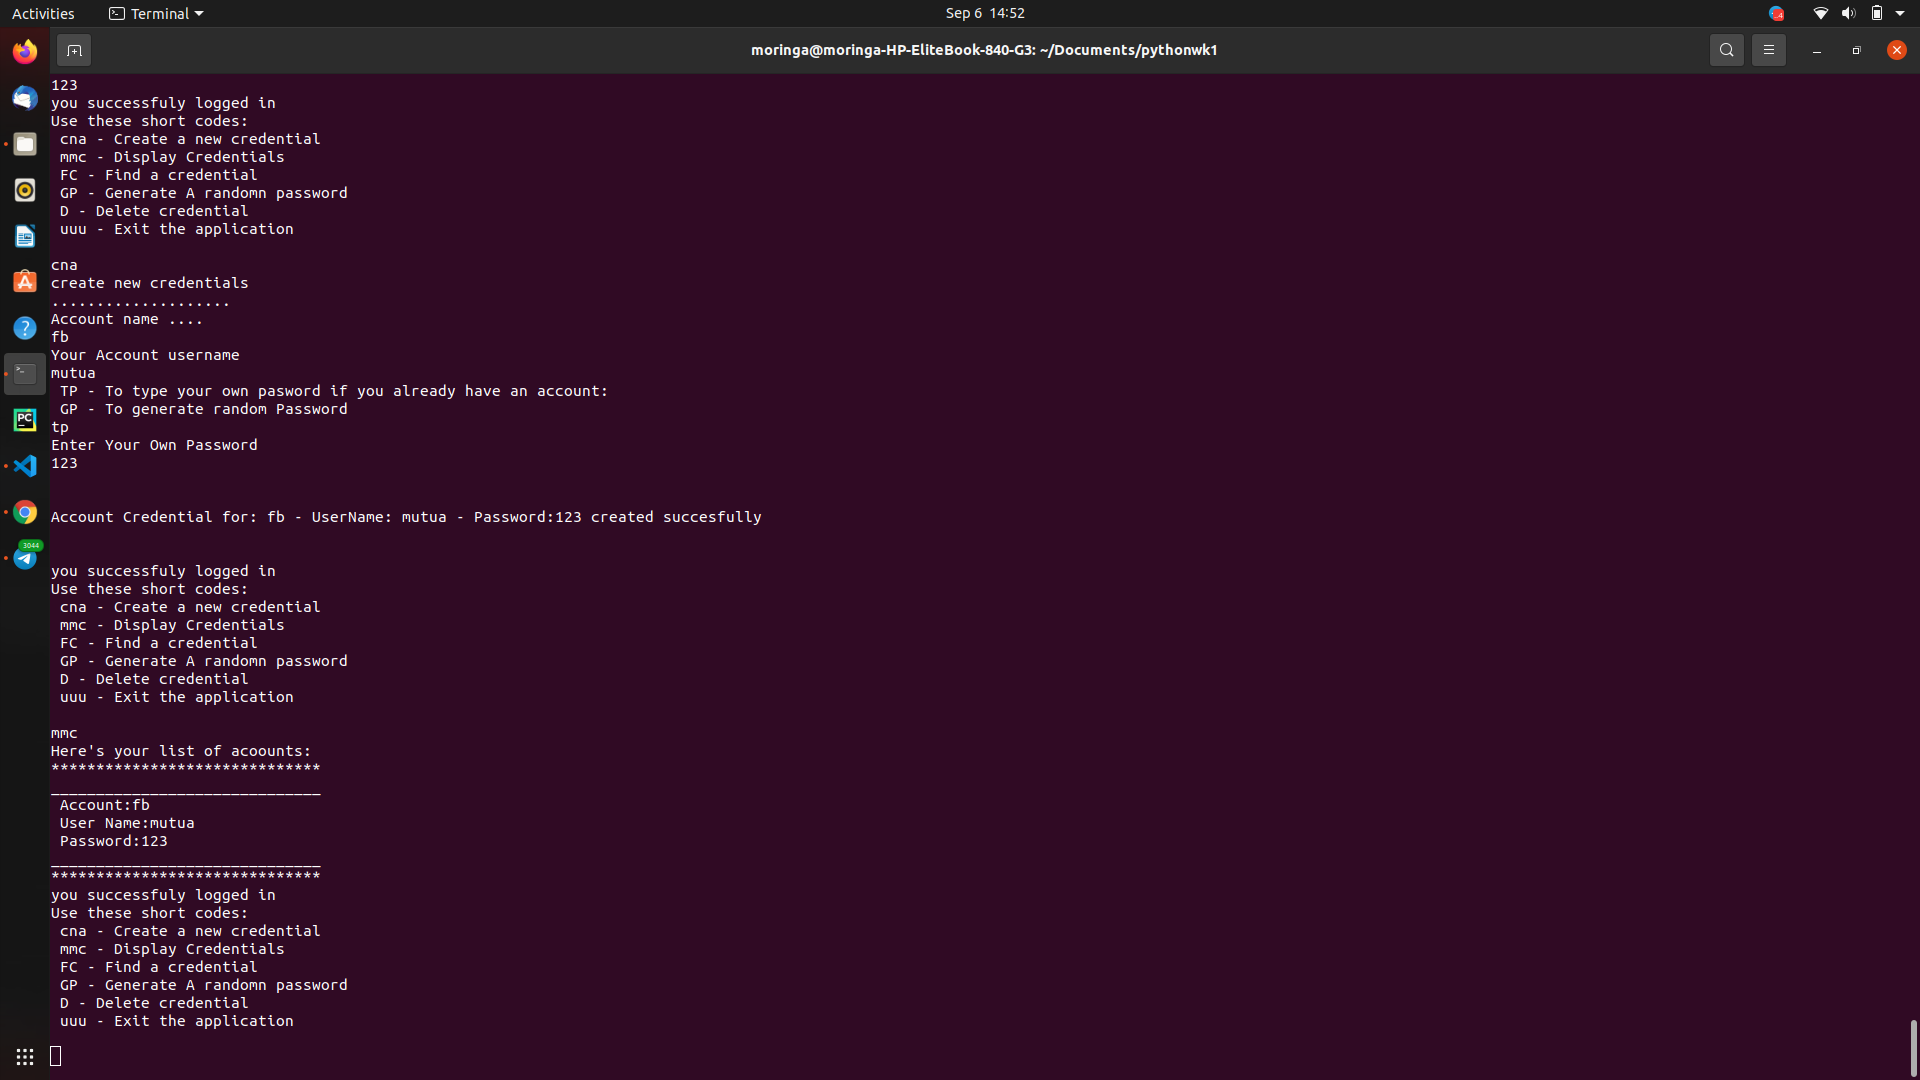 Activities
Terminal
Sep 6 14:52
moringa@moringa-HP-EliteBook-840-G3: ~/Documents/pythonwk1
123
you successfuly logged in
Use these short codes:
cna - Create a new credential
mmc - Display Credentials
FC - Find a credential
GP - Generate A randomn password
D - Delete credential
uuu - Exit the application
cna
create new credentials
....................
Account name ....
fb
Your Account username
mutua
TP - To type your own pasword if you already have an account:
GP - To generate random Password
tp
Enter Your Own Password
123
Account Credential for: fb - UserName: mutua - Password:123 created succesfully
you successfuly logged in
Use these short codes:
cna - Create a new credential
mmc - Display Credentials
FC - Find a credential
GP - Generate A randomn password
D - Delete credential
uuu - Exit the application
mmc
Here's your list of acoounts:
******************************
______________________________
Account:fb
User Name:mutua
Password:123
______________________________
******************************
you successfuly logged in
Use these short codes:
cna - Create a new credential
mmc - Display Credentials
FC - Find a credential
GP - Generate A randomn password
D - Delete credential
uuu - Exit the application
PC
3044